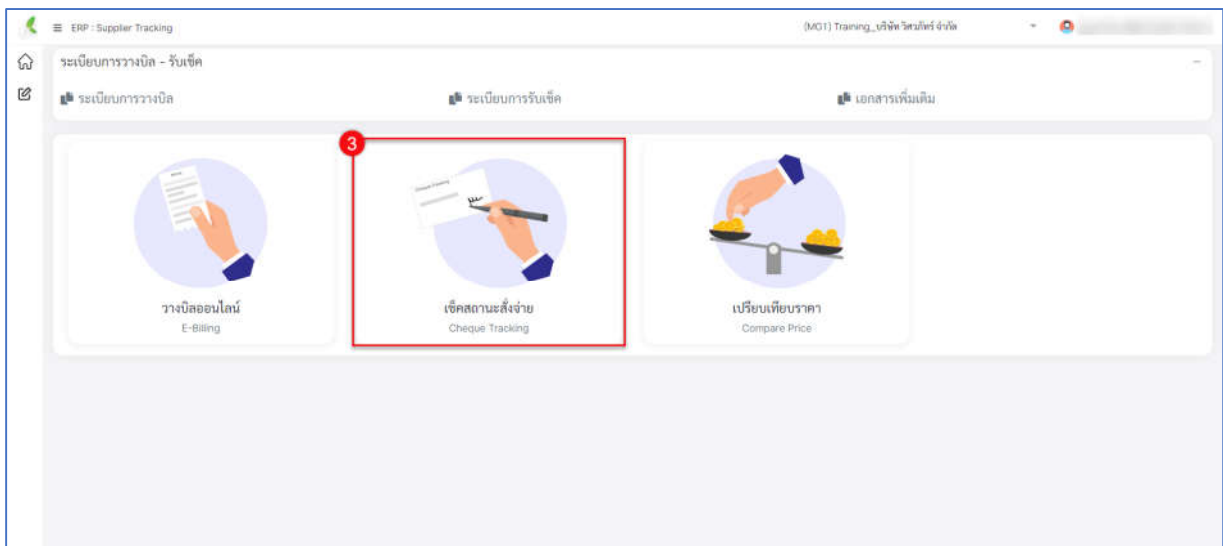 ERP : Supplier Tracking
(MG1) Training_บริษัท วิศวภัทร์ จำกัด
ระเบียบการวางบิล - รับเช็ค
ระเบียบการวางบิล
ระเบียบการรับเช็ค
เอกสารเพิ่มเติม
3
Cheque Tracking
วางบิลออนไลน์
E-Billing
เช็คสถานะสั่งจ่าย
Cheque Tracking
เปรียบเทียบราคา
Compare Price